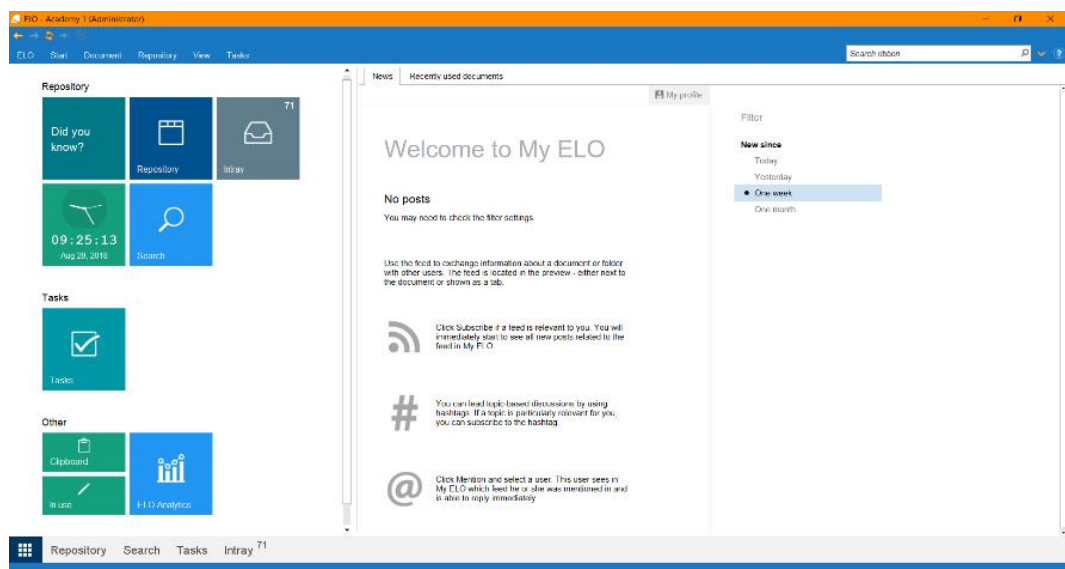 ELO - Academy 1 (Administrator)
ELO Start Document Repository View Tasks
Search ribbon
Repository
Did you
know?
Repository
71
Intray
09:25:13
Aug 20, 2018
Search
Tasks
Tasks
Other
Clipboard
In use
ELO Analytics
News Recently used documents
My profile
Welcome to My ELO
No posts
You may need to check the filter settings.
Use the feed to exchange information about a document or folder
with other users. The feed is located in the preview - either next to
the document or shown as a tab.
Click Subscribe if a feed is relevant to you. You will
immediately start to see all new posts related to the
feed in My ELO
#
You can lead topic-based discussions by using
hashtags. If a topic is particularly relevant for you,
you can subscribe to the hashtag.
@
Click Mention and select a user. This user sees in
My ELO which feed he or she was mentioned in and
is able to reply immediately
Filter
New since
Today
Yesterday
One week
One month
Repository Search Tasks Intray 71